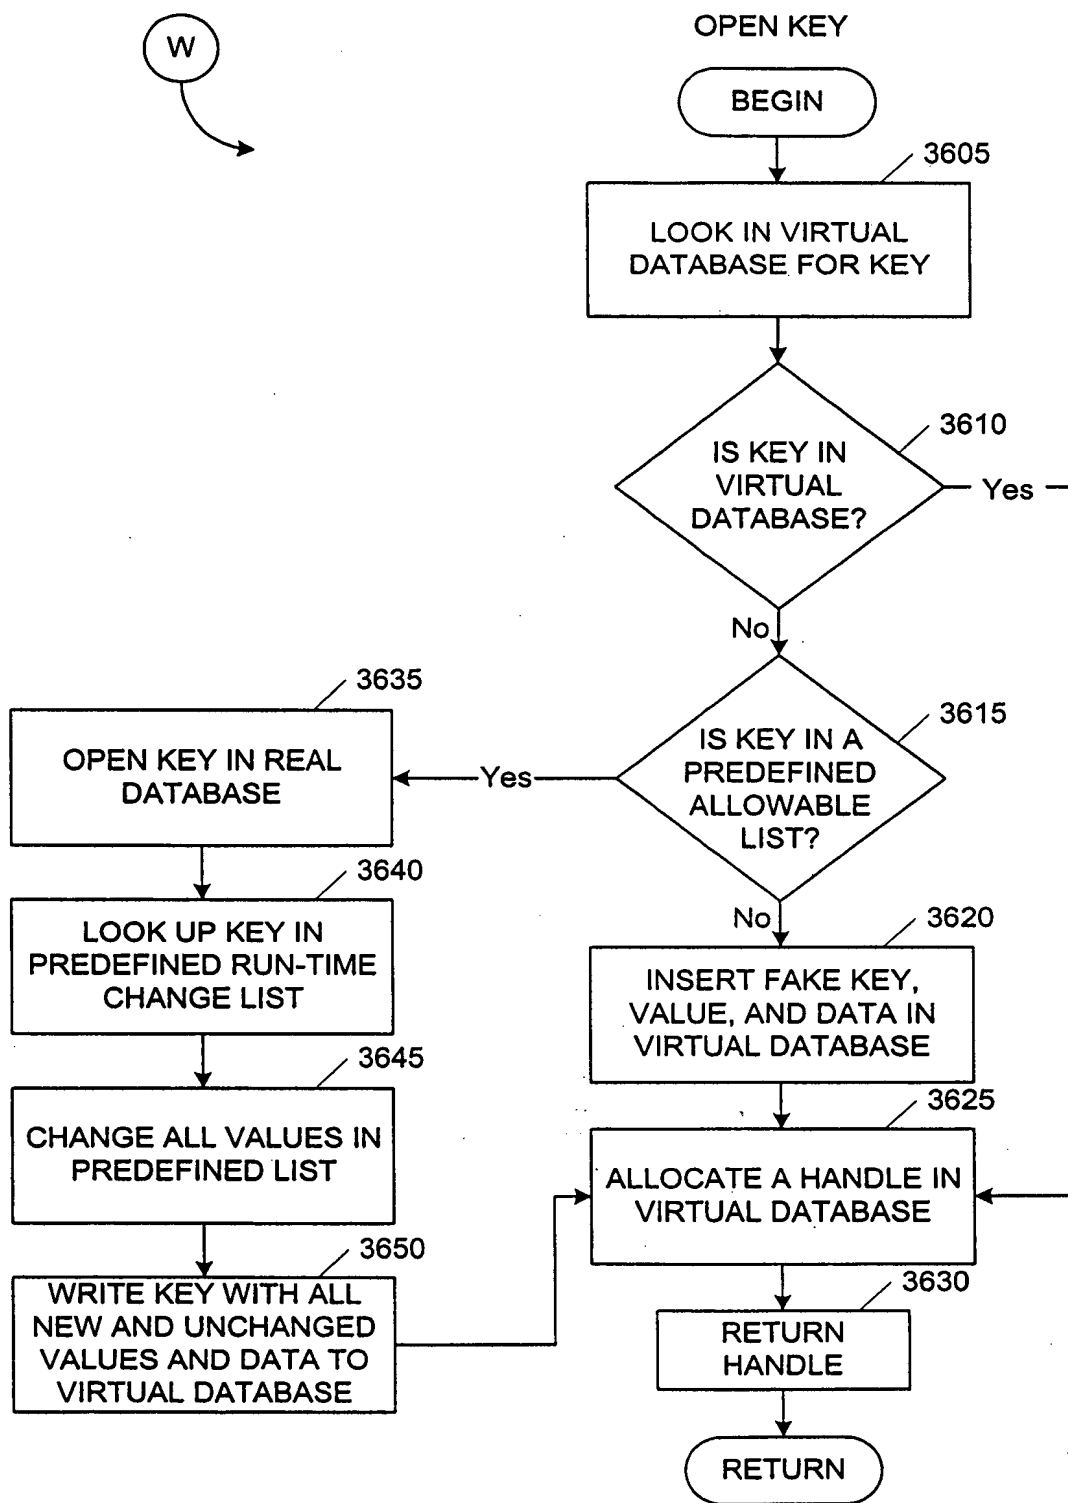 W
OPEN KEY
BEGIN
3605
LOOK IN VIRTUAL
DATABASE FOR KEY
3610
IS KEY IN
VIRTUAL
DATABASE?
Yes
No
3615
IS KEY IN A
PREDEFINED
ALLOWABLE
LIST?
Yes
No
3635
OPEN KEY IN REAL
DATABASE
3640
LOOK UP KEY IN
PREDEFINED RUN-TIME
CHANGE LIST
3645
CHANGE ALL VALUES IN
PREDEFINED LIST
3650
WRITE KEY WITH ALL
NEW AND UNCHANGED
VALUES AND DATA TO
VIRTUAL DATABASE
3620
INSERT FAKE KEY,
VALUE, AND DATA IN
VIRTUAL DATABASE
3625
ALLOCATE A HANDLE IN
VIRTUAL DATABASE
3630
RETURN
HANDLE
RETURN